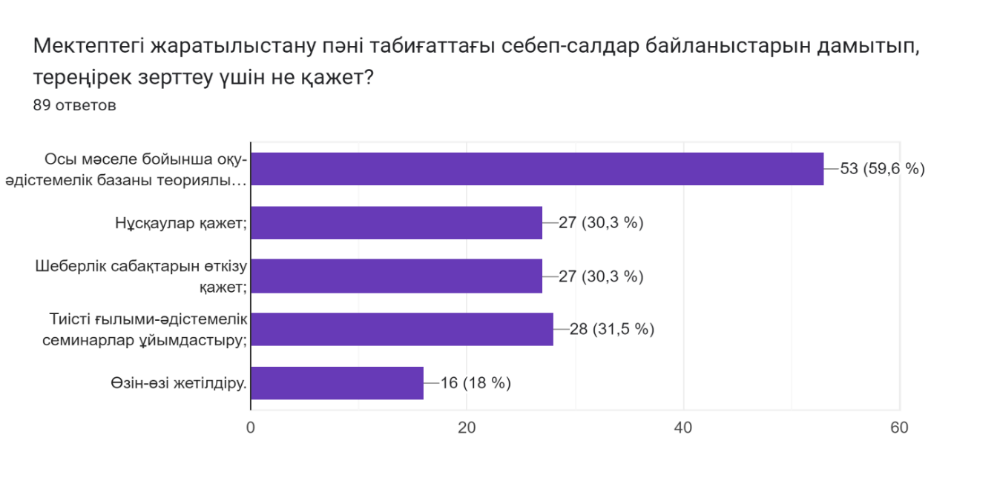 Мектептегі жаратылыстану пәні табиғаттағы себеп-салдар байланыстарын дамытып,
тереңірек зерттеу үшін не қажет?
89 ответов
Осы мәселе бойынша оқу-
әдістемелік базаны теориялы…
53 (59,6 %)
Нұсқаулар қажет;
27 (30,3 %)
Шеберлік сабақтарын өткізу
қажет;
27 (30,3 %)
Тиісті ғылыми-әдістемелік
семинарлар ұйымдастыру;
28 (31,5 %)
Өзін-өзі жетілдіру.
16 (18 %)
0 20 40 60